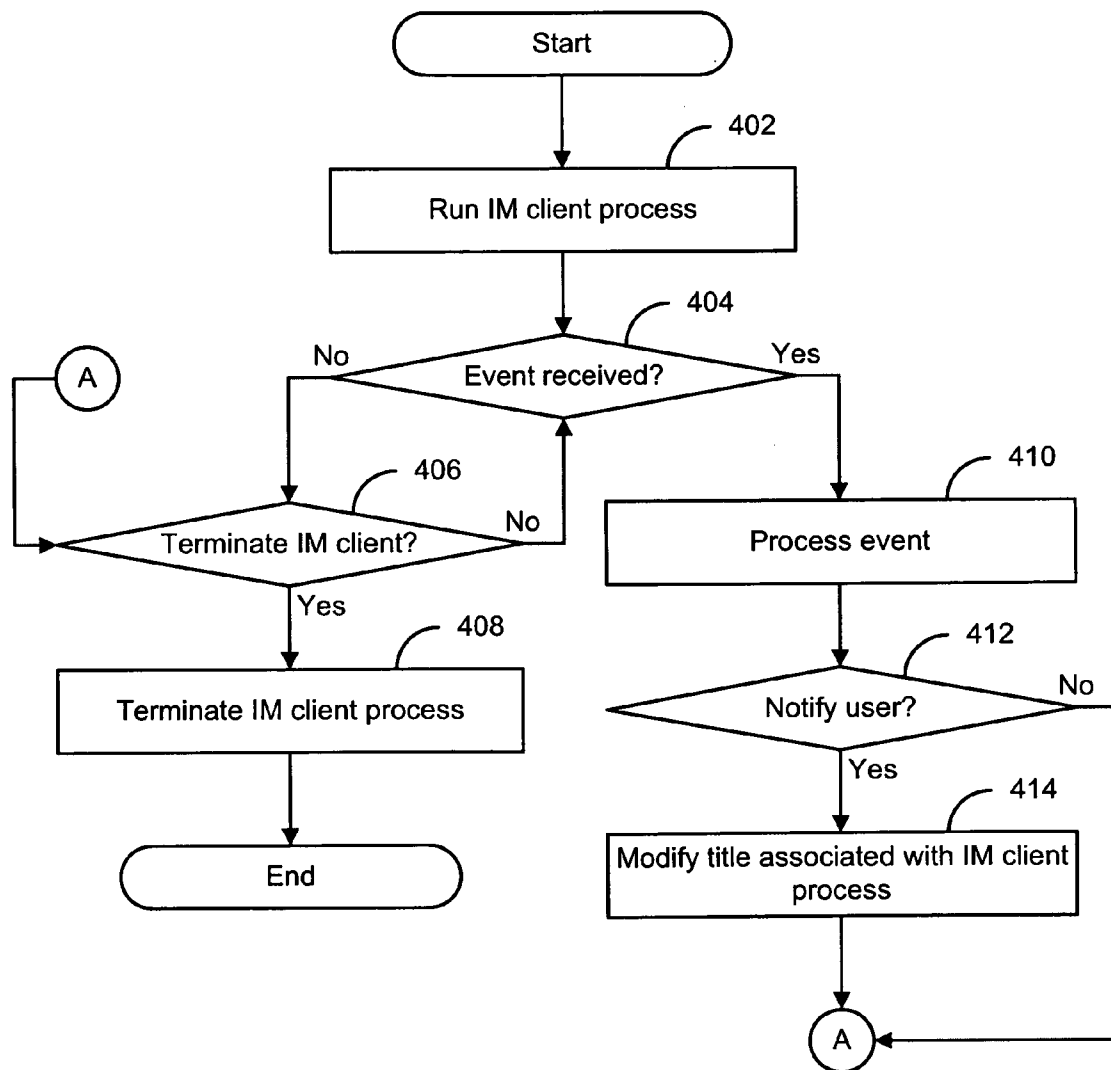 Start
402
Run IM client process
404
No
Yes
Event received?
A
406
410
No
Terminate IM client?
Process event
Yes
408
412
No
Terminate IM client process
Notify user?
Yes
414
Modify title associated with IM client
process
End
A